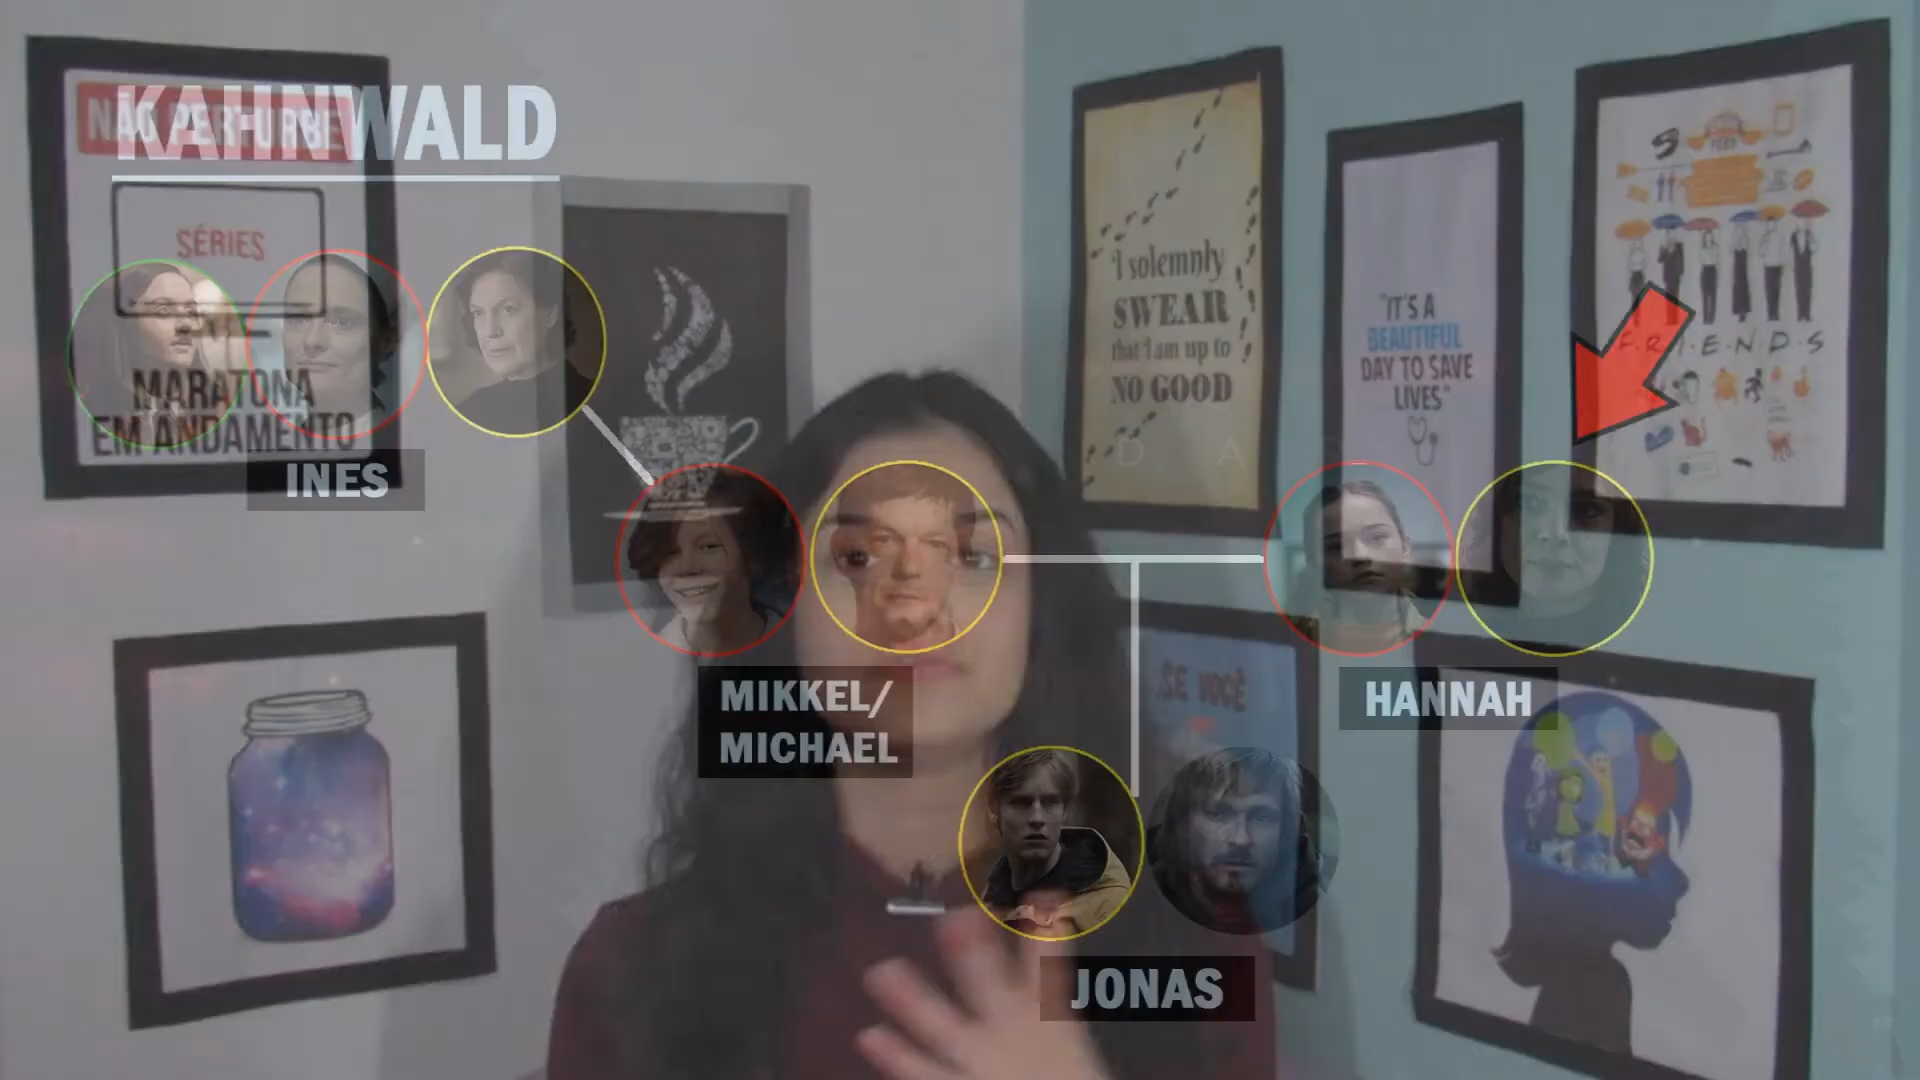 KAHNWALD
NÃO PERTURBE
SÉRIES
MARATONA
EM ANDAMENTO
INES
I solemnly
SWEAR
that I am up to
NO GOOD
"IT'S A
BEAUTIFUL
DAY TO SAVE
LIVES"
F·R·I·E·N·D·S
D A
MIKKEL/
MICHAEL
HANNAH
SE VOCÊ
JONAS